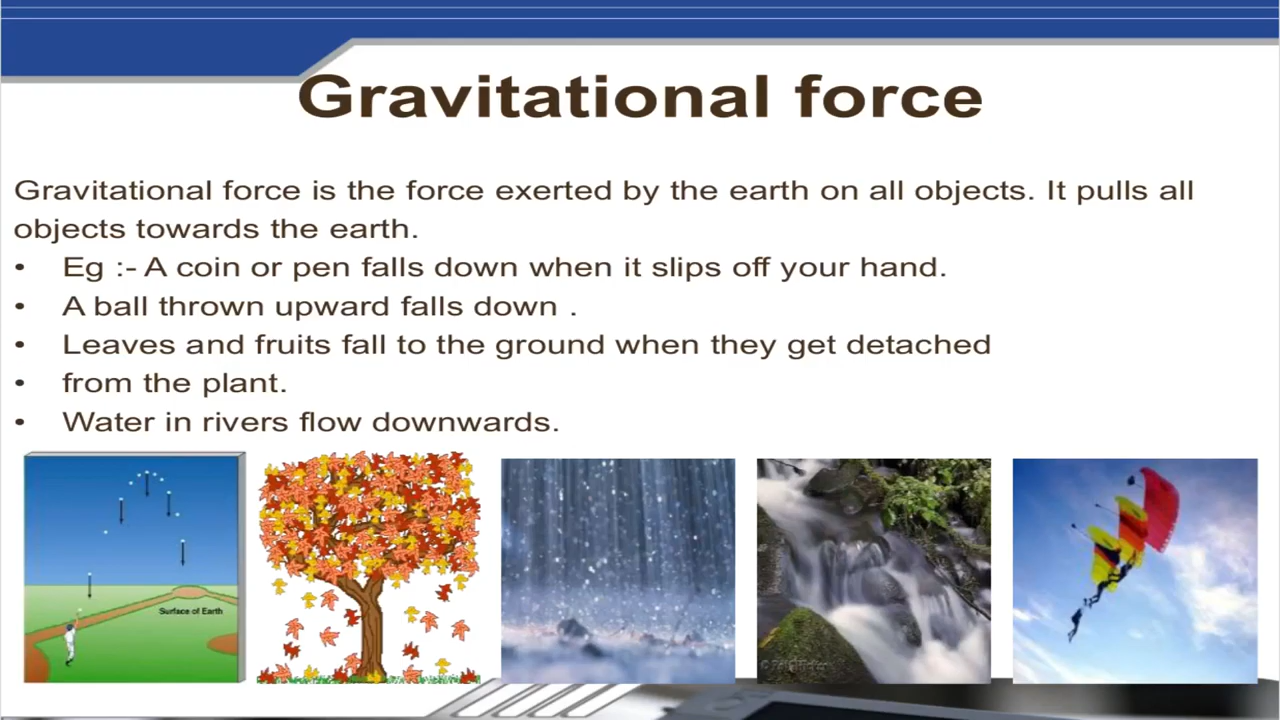 Gravitational force
Gravitational force is the force exerted by the earth on all objects. It pulls all
objects towards the earth.
• Eg :- A coin or pen falls down when it slips off your hand.
• A ball thrown upward falls down .
• Leaves and fruits fall to the ground when they get detached
• from the plant.
• Water in rivers flow downwards.
Surface of Earth